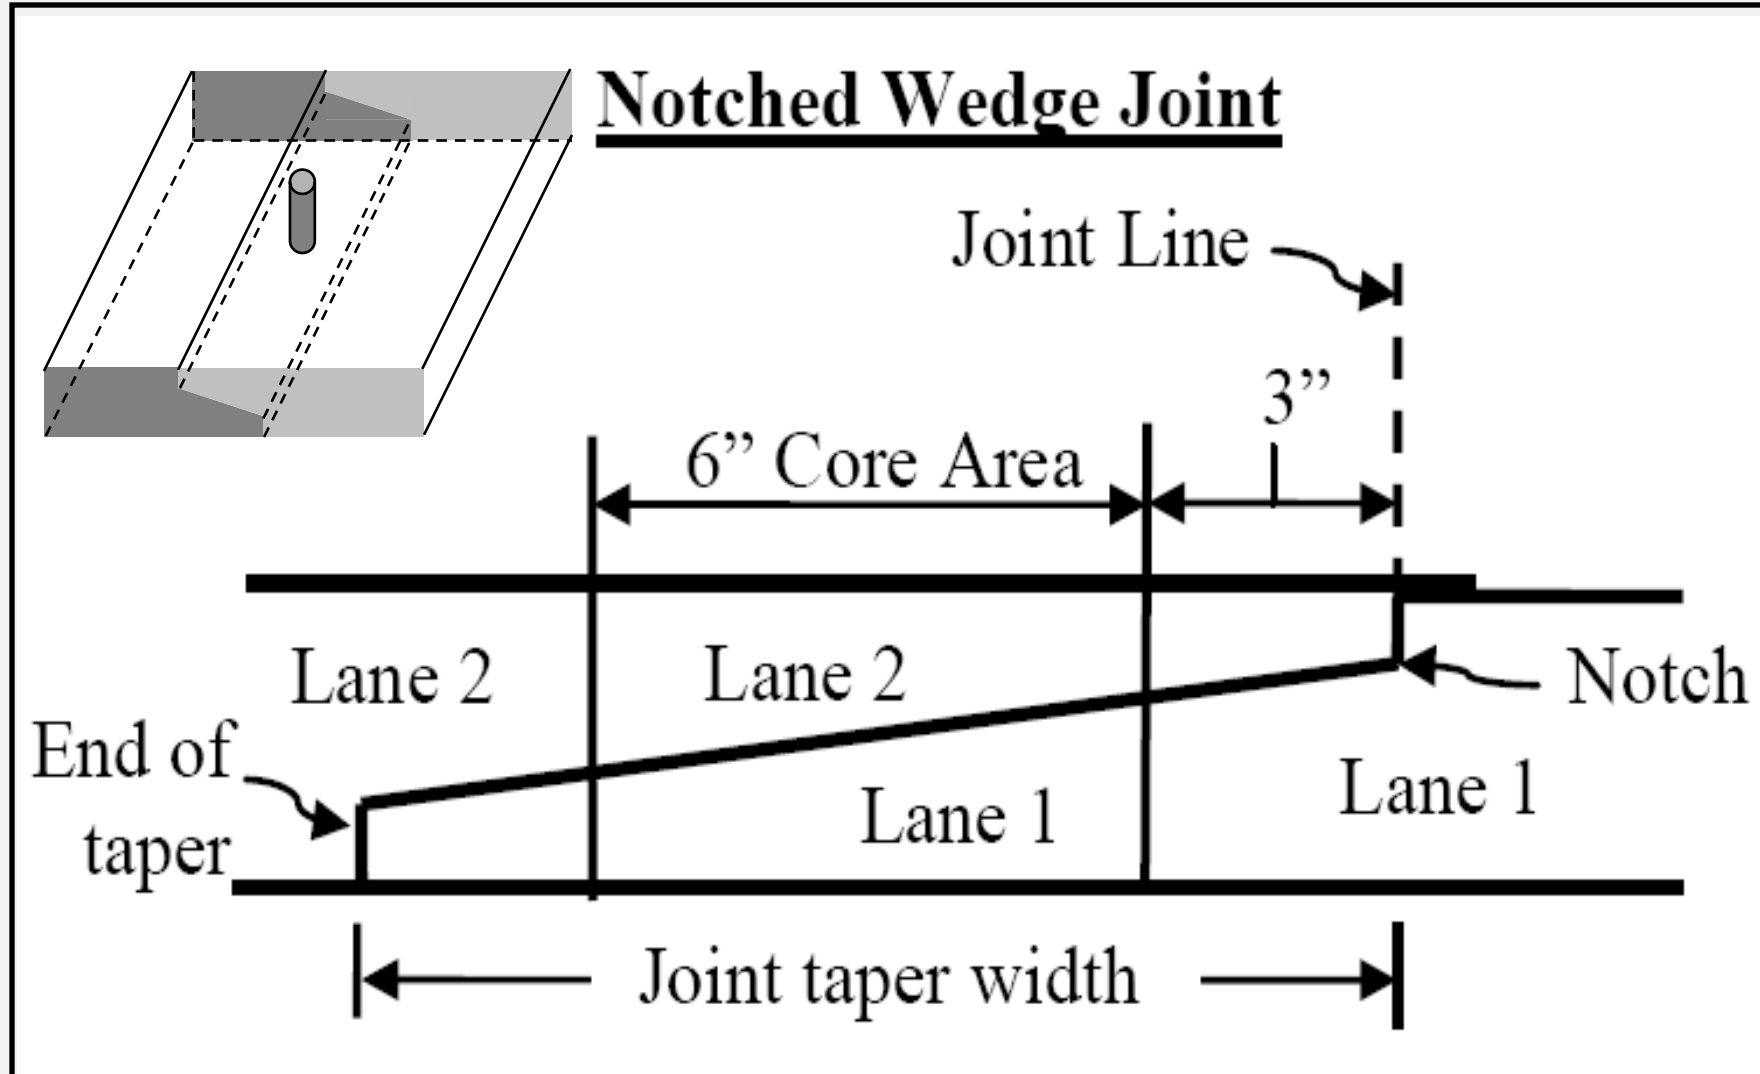 Notched Wedge Joint
Joint Line
3”
6” Core Area
Lane 2
Lane 2
Notch
End of
taper
Lane 1
Lane 1
Joint taper width